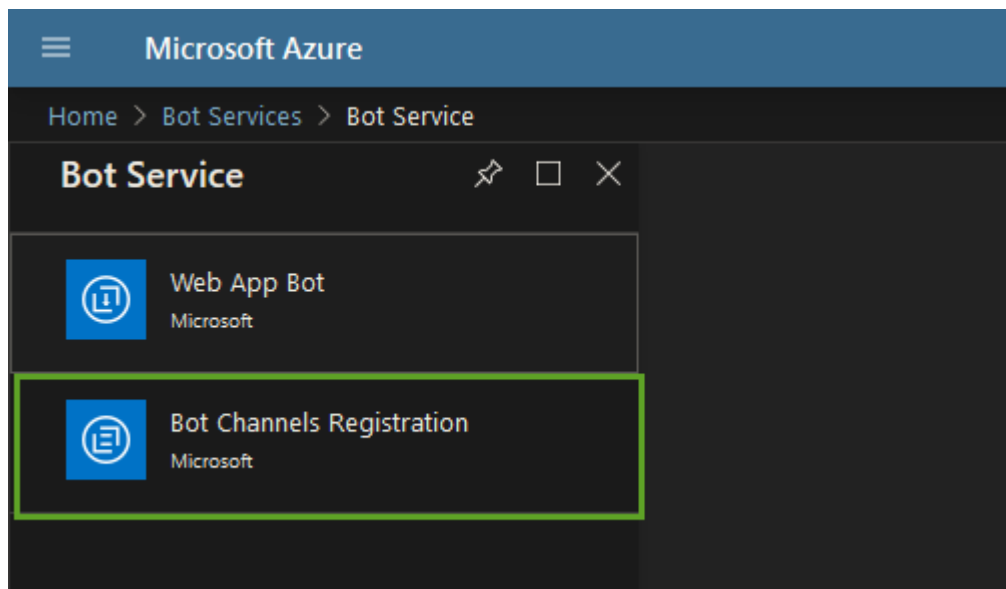 Microsoft Azure
Home > Bot Services > Bot Service
Bot Service
Web App Bot
Microsoft
Bot Channels Registration
Microsoft